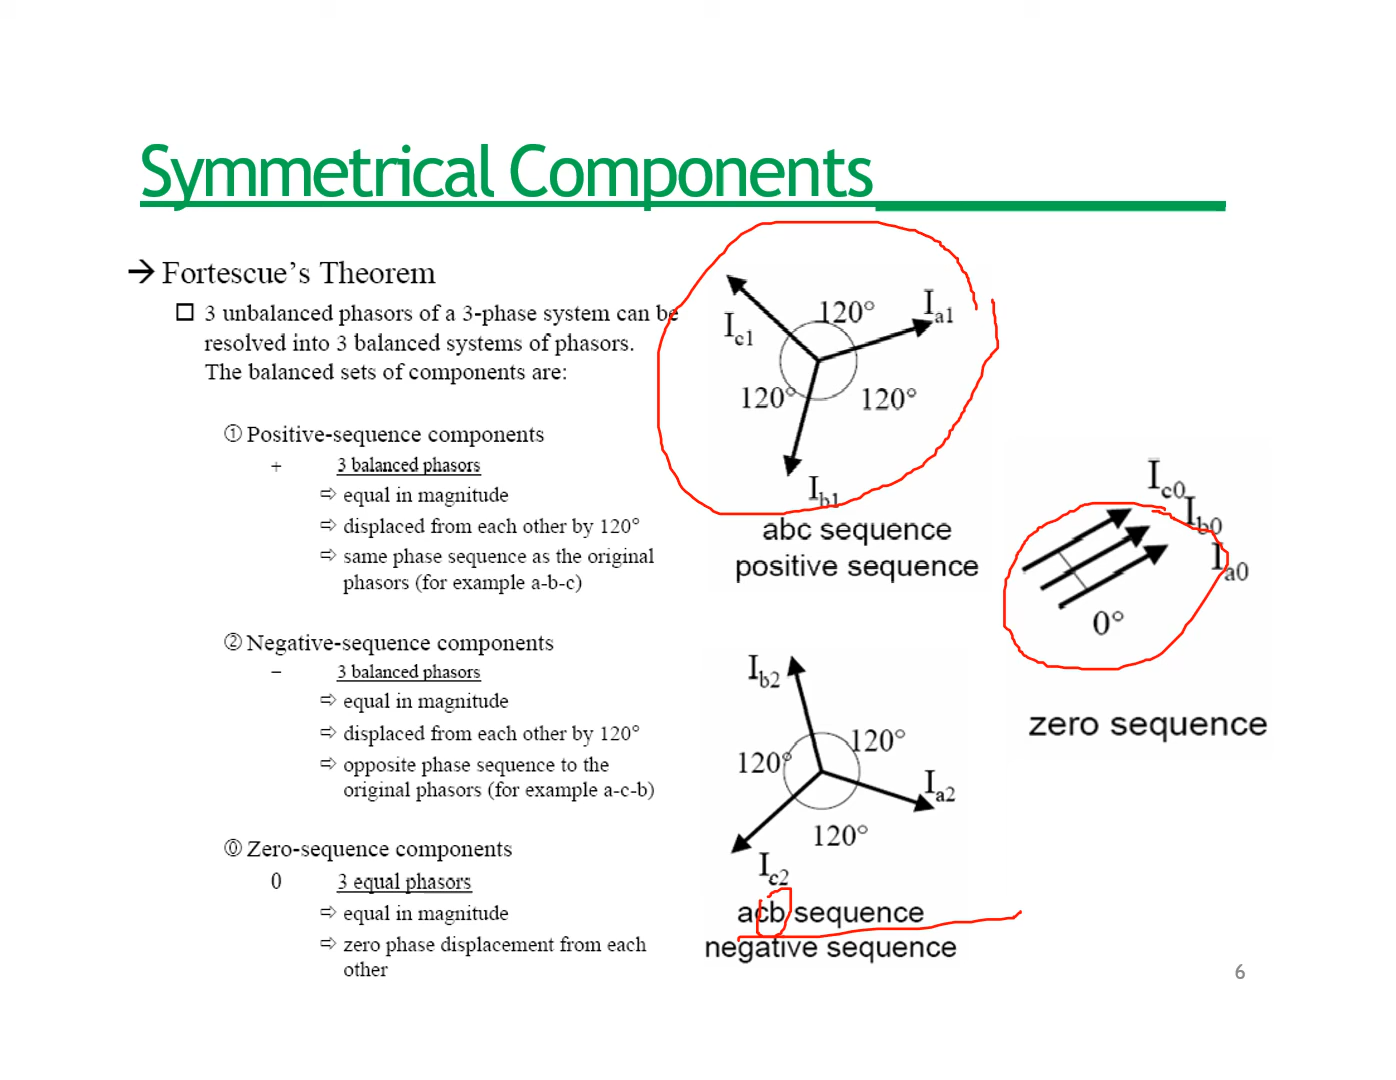 Symmetrical Components
→ Fortescue’s Theorem
☐ 3 unbalanced phasors of a 3-phase system can be
resolved into 3 balanced systems of phasors.
The balanced sets of components are:
① Positive-sequence components
+ 3 balanced phasors
⇨ equal in magnitude
⇨ displaced from each other by 120°
⇨ same phase sequence as the original
phasors (for example a-b-c)
② Negative-sequence components
− 3 balanced phasors
⇨ equal in magnitude
⇨ displaced from each other by 120°
⇨ opposite phase sequence to the
original phasors (for example a-c-b)
⓪ Zero-sequence components
0 3 equal phasors
⇨ equal in magnitude
⇨ zero phase displacement from each
other
120° Ia1
Ic1
120° 120°
Ib1
abc sequence
positive sequence
Ic0
Ib0
Ia0
0°
zero sequence
Ib2
120° 120°
Ia2
120°
Ic2
acb sequence
negative sequence
6